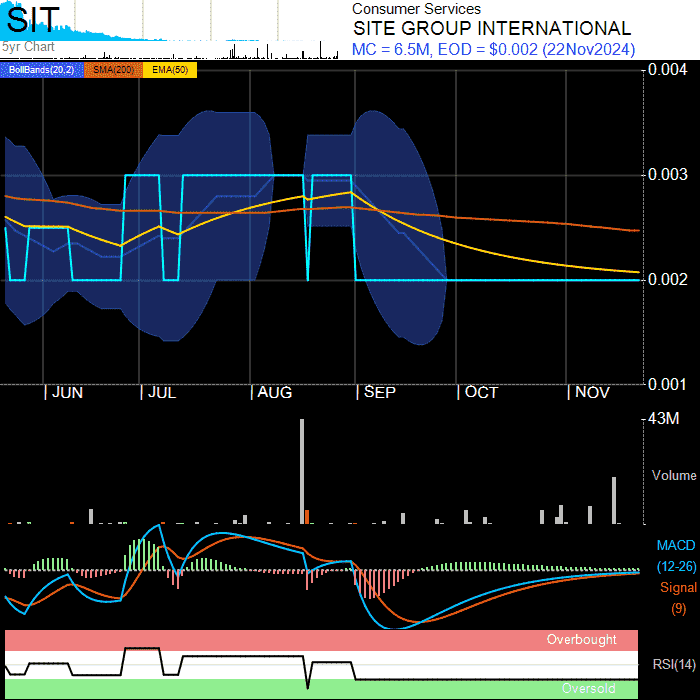 SIT
5yr Chart
Consumer Services
SITE GROUP INTERNATIONAL
MC = 6.5M, EOD = $0.002 (22Nov2024)
BollBands(20,2) SMA(200) EMA(50)
0.004
0.003
0.002
0.001
| JUN | JUL | AUG | SEP | OCT | NOV
43M
Volume
MACD
(12-26)
Signal
(9)
Overbought
RSI(14)
Oversold